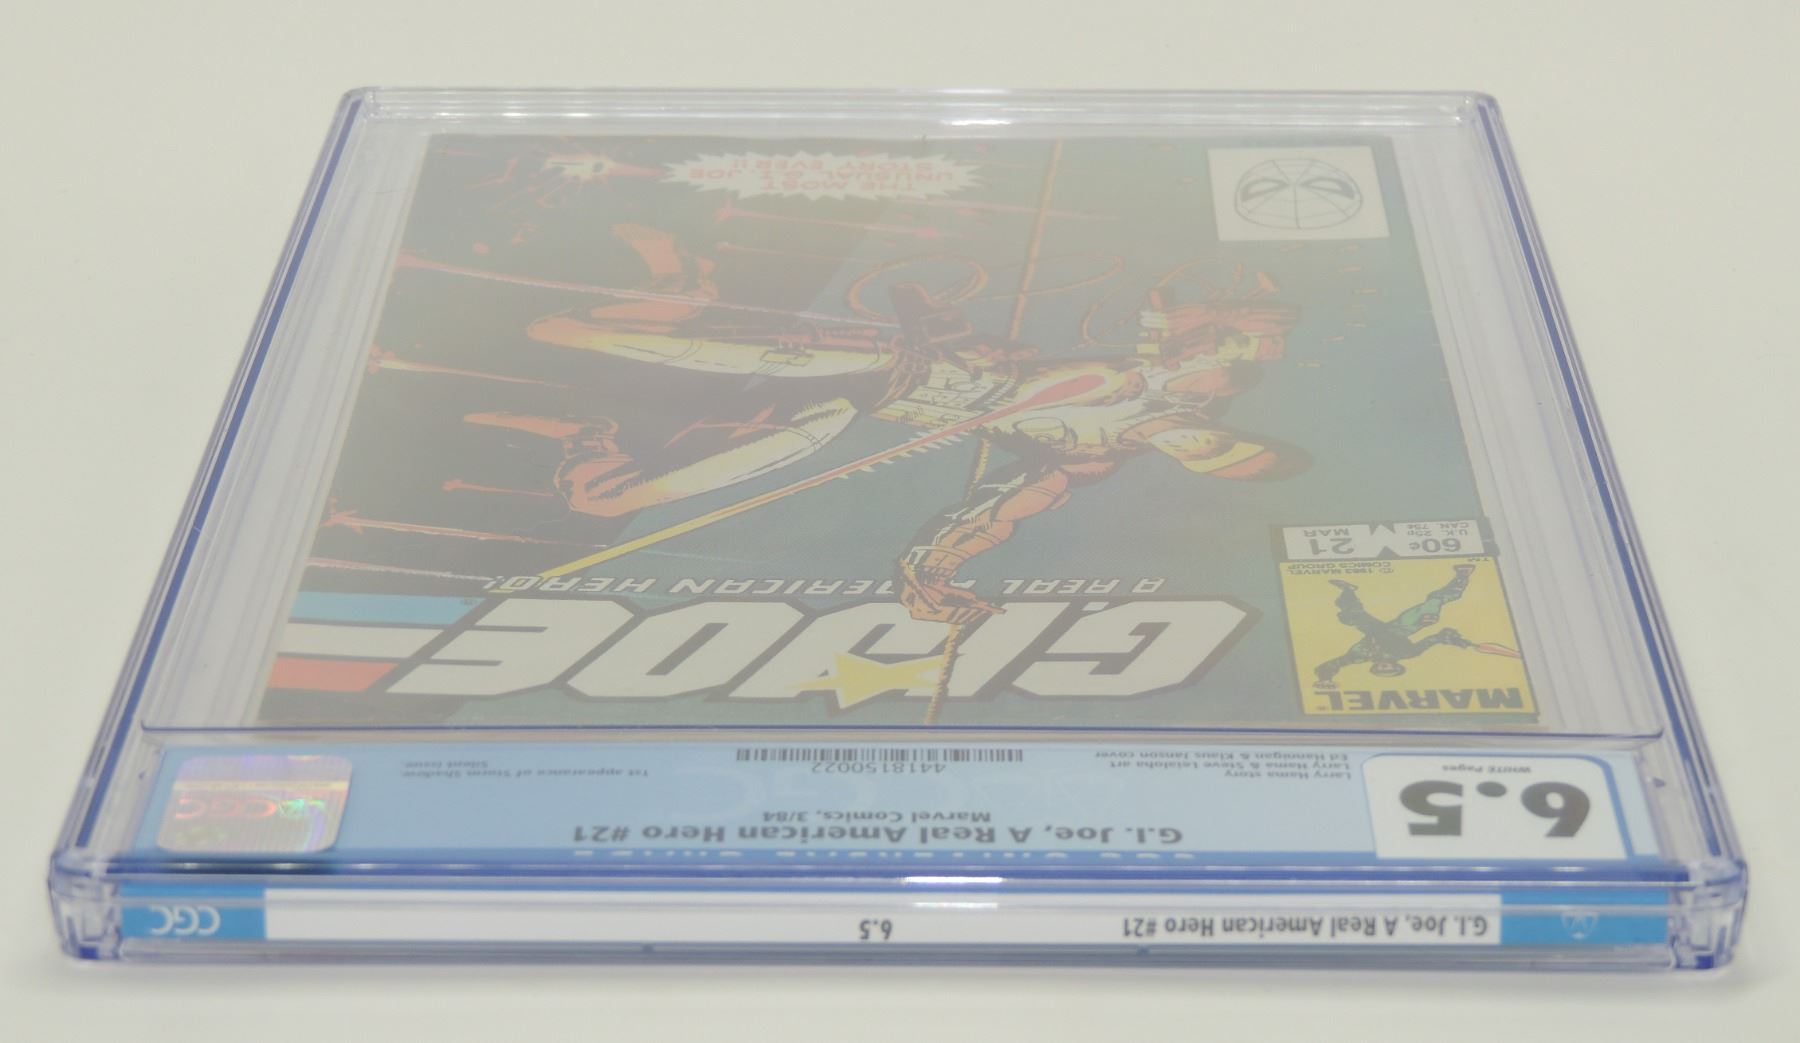 G.I. Joe, A Real American Hero #21 6.5 CGC
6.5
WHITE Pages
G.I. Joe, A Real American Hero #21
Marvel Comics, 3/84
Larry Hama story
Larry Hama & Steve Leialoha art
Ed Hannigan & Klaus Janson cover
4418150022
1st appearance of Storm Shadow.
Silent issue.
CGC
MARVEL
© 1983 MARVEL
COMICS GROUP
TM
60¢ 21
U.K. 25p MAR
CAN. 75¢
G.I. JOE
A REAL AMERICAN HERO!
THE MOST
UNUSUAL G.I. JOE
STORY EVER!!